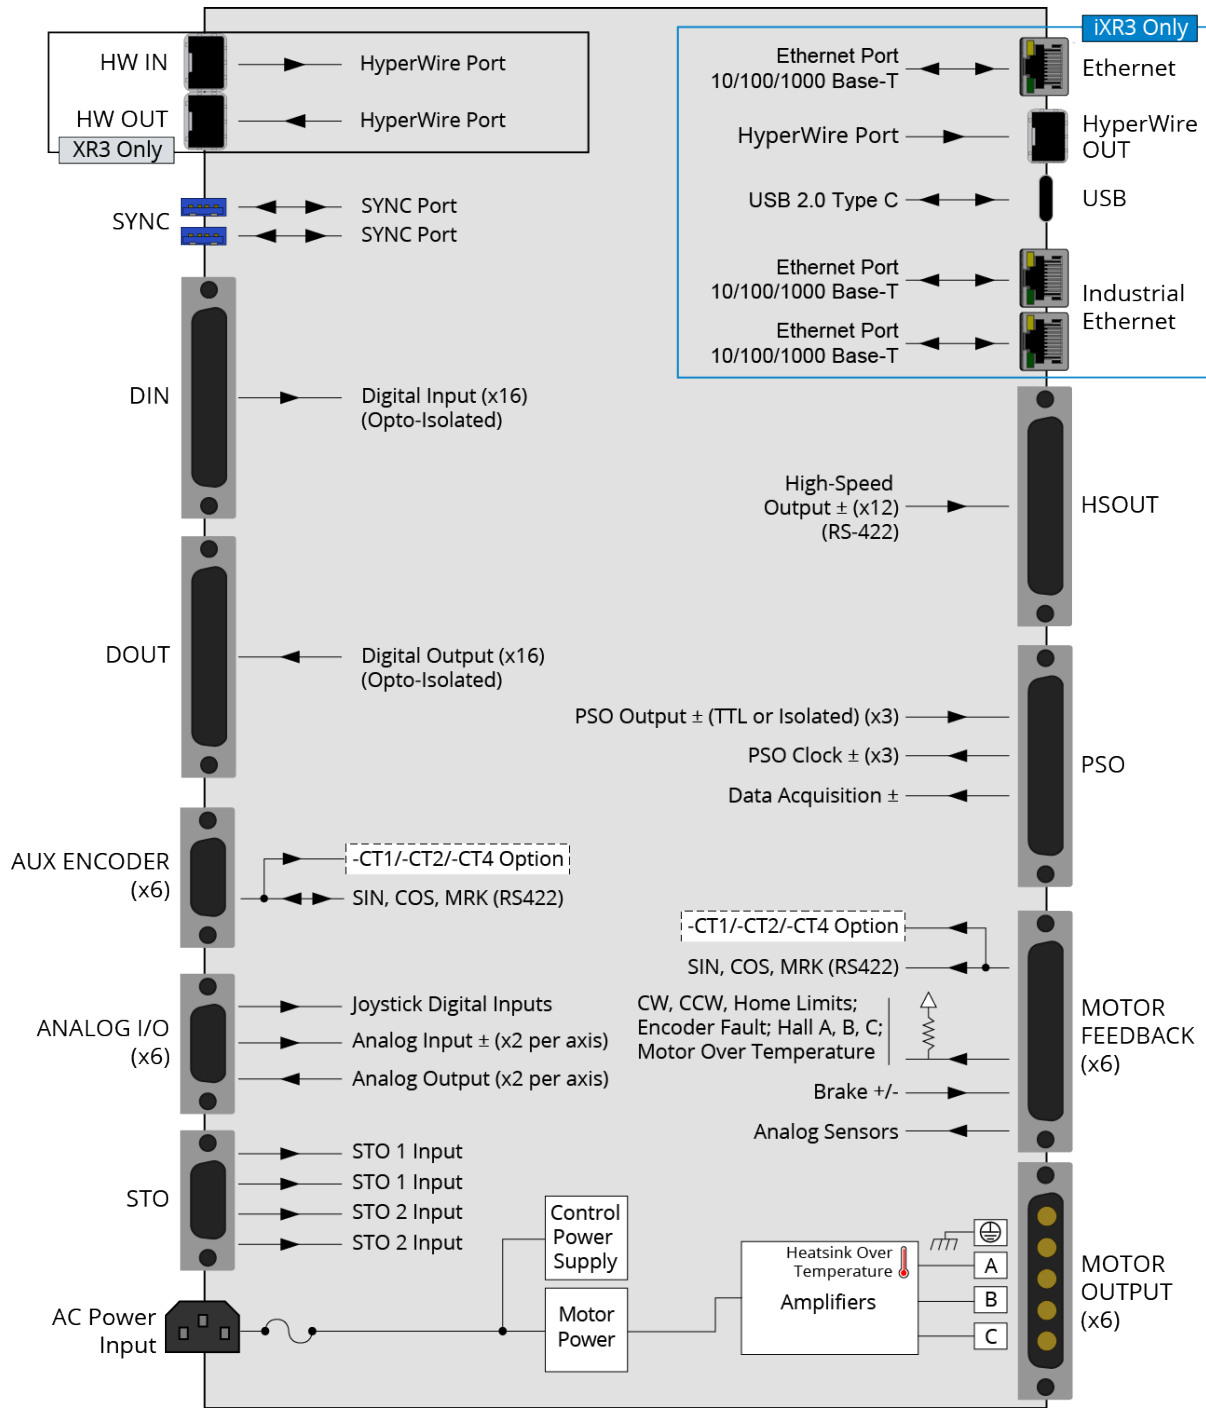 iXR3 Only
HW IN
HyperWire Port
HW OUT
HyperWire Port
XR3 Only
SYNC
SYNC Port
SYNC Port
DIN
Digital Input (x16)
(Opto-Isolated)
DOUT
Digital Output (x16)
(Opto-Isolated)
AUX ENCODER
(x6)
-CT1/-CT2/-CT4 Option
SIN, COS, MRK (RS422)
ANALOG I/O
(x6)
Joystick Digital Inputs
Analog Input ± (x2 per axis)
Analog Output (x2 per axis)
STO
STO 1 Input
STO 1 Input
STO 2 Input
STO 2 Input
AC Power
Input
Control
Power
Supply
Motor
Power
Heatsink Over
Temperature
Amplifiers
A
B
C
Ethernet Port
10/100/1000 Base-T
Ethernet
HyperWire Port
HyperWire
OUT
USB 2.0 Type C
USB
Ethernet Port
10/100/1000 Base-T
Ethernet Port
10/100/1000 Base-T
Industrial
Ethernet
High-Speed
Output ± (x12)
(RS-422)
HSOUT
PSO Output ± (TTL or Isolated) (x3)
PSO Clock ± (x3)
Data Acquisition ±
PSO
-CT1/-CT2/-CT4 Option
SIN, COS, MRK (RS422)
CW, CCW, Home Limits;
Encoder Fault; Hall A, B, C;
Motor Over Temperature
Brake +/-
Analog Sensors
MOTOR
FEEDBACK
(x6)
MOTOR
OUTPUT
(x6)